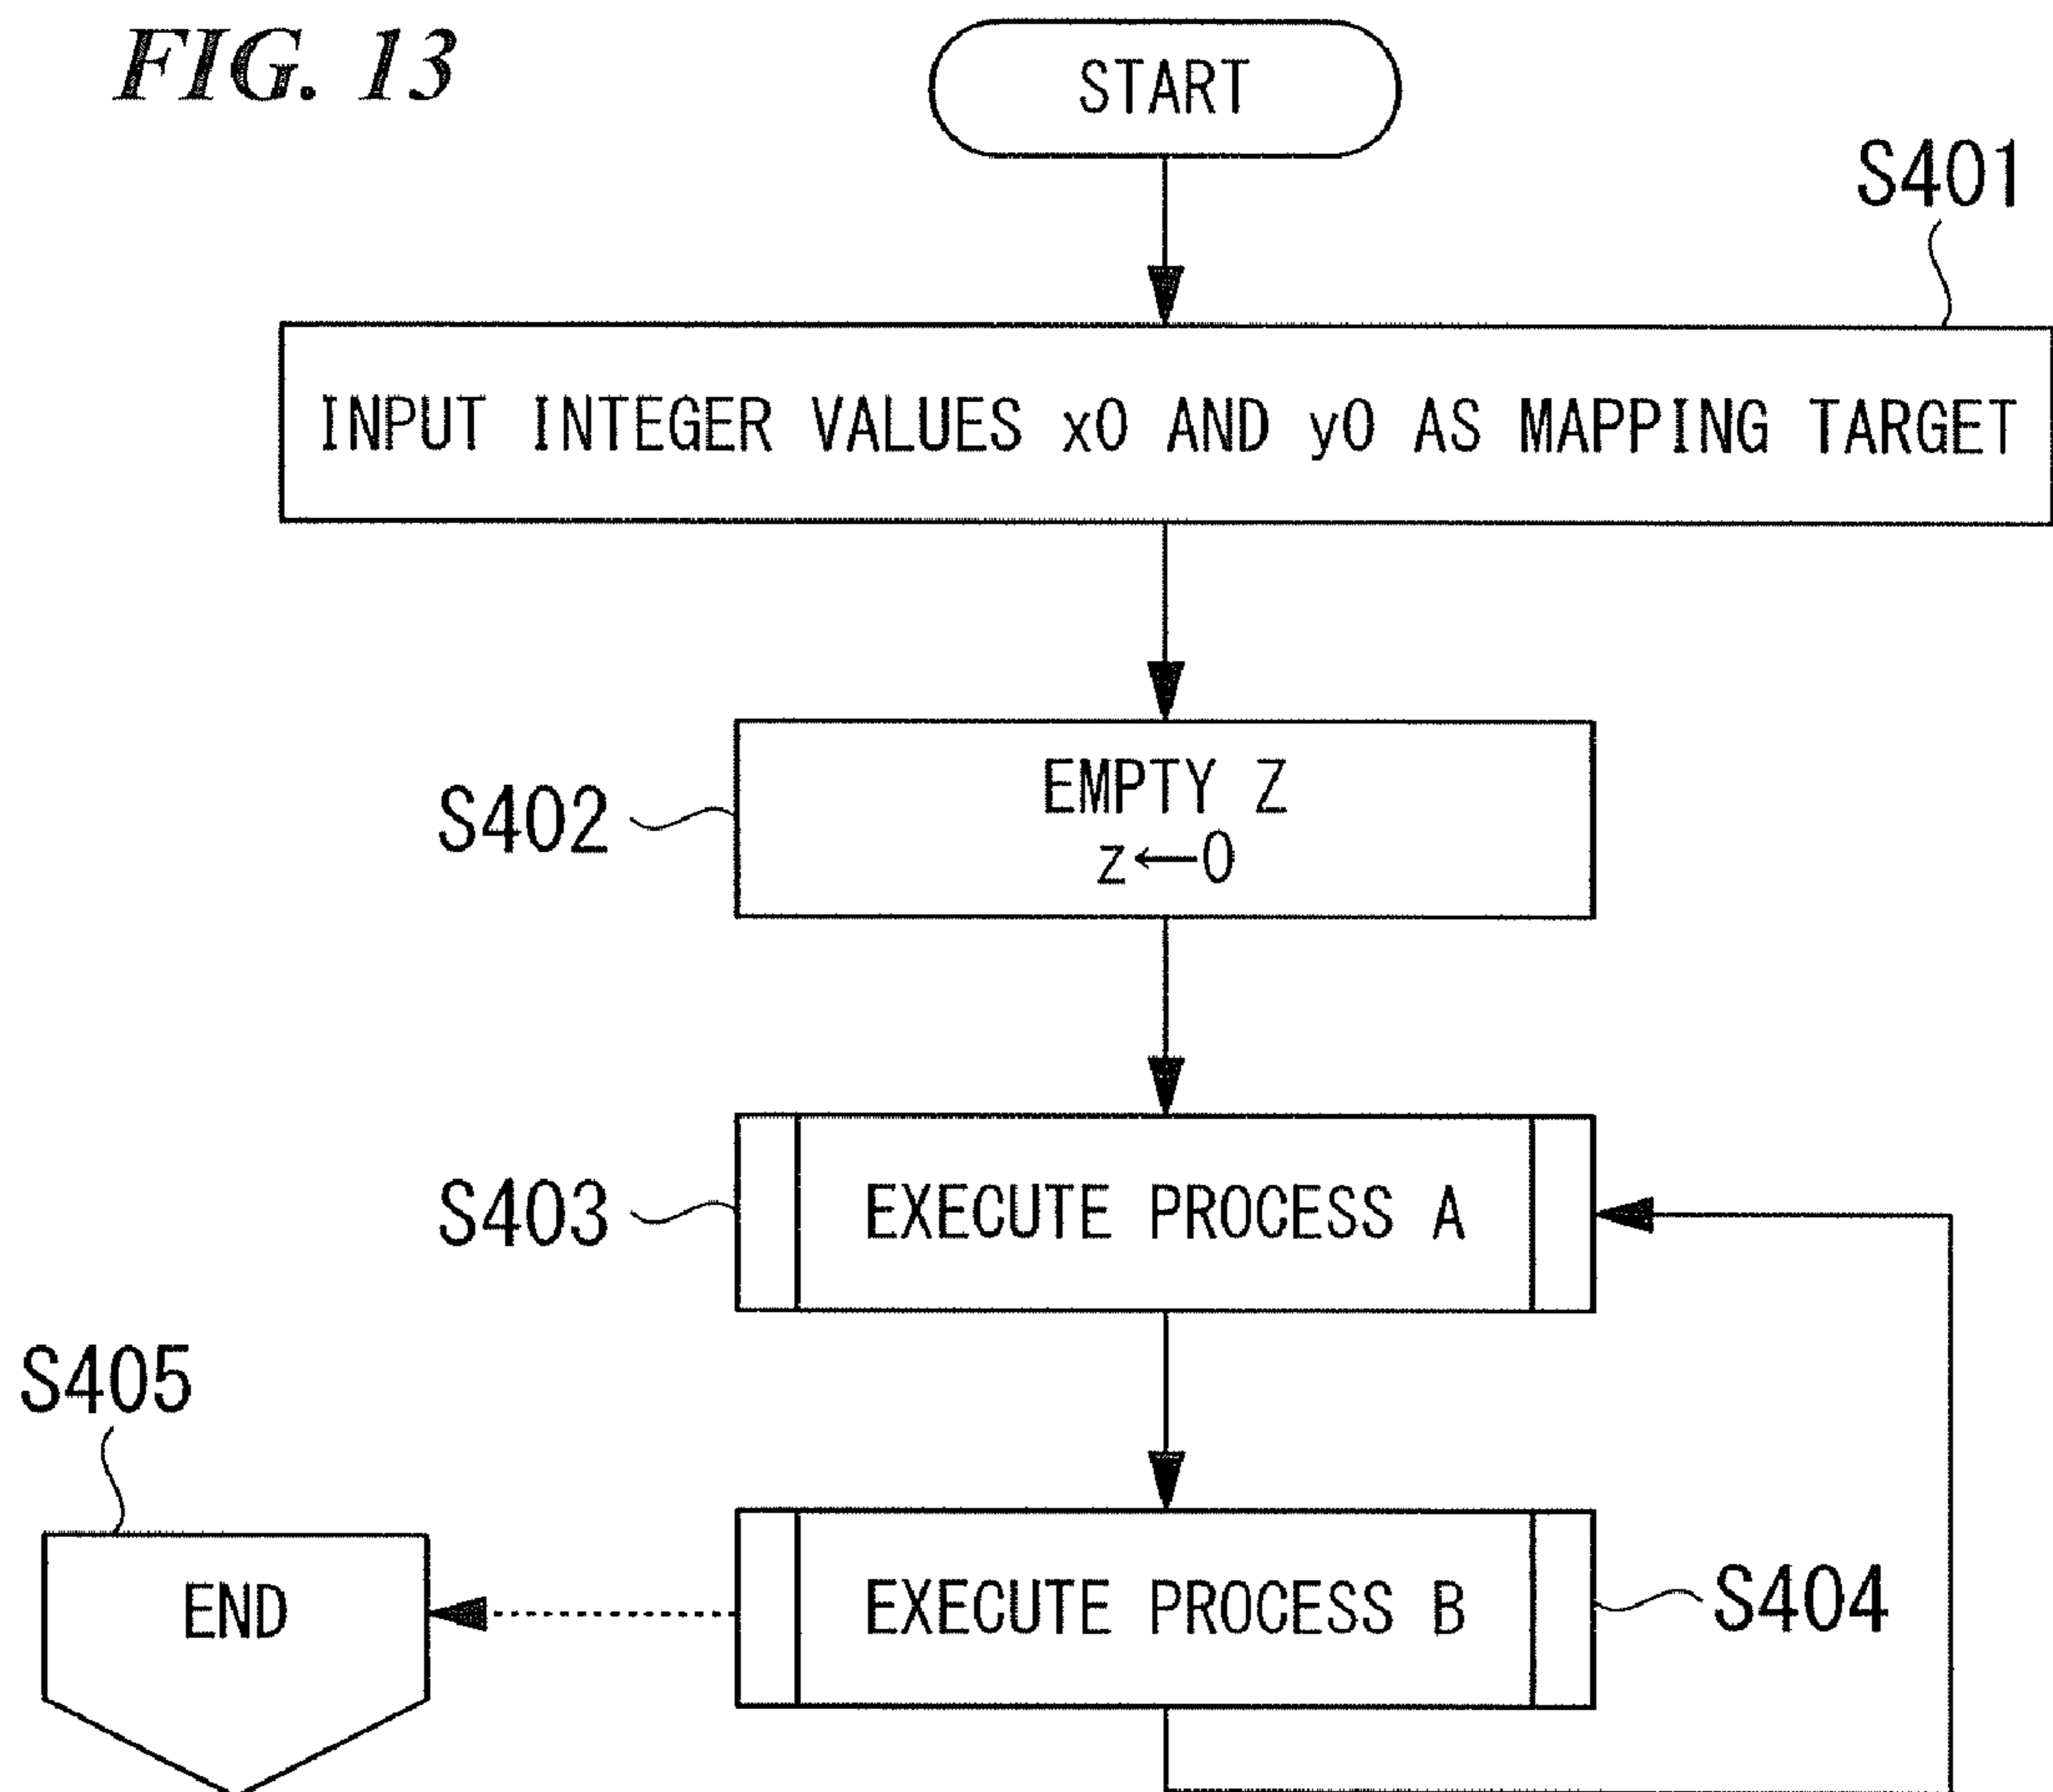 FIG. 13
START
S401
INPUT INTEGER VALUES x0 AND y0 AS MAPPING TARGET
S402
EMPTY Z
z←0
S403
EXECUTE PROCESS A
S405
END
EXECUTE PROCESS B
S404